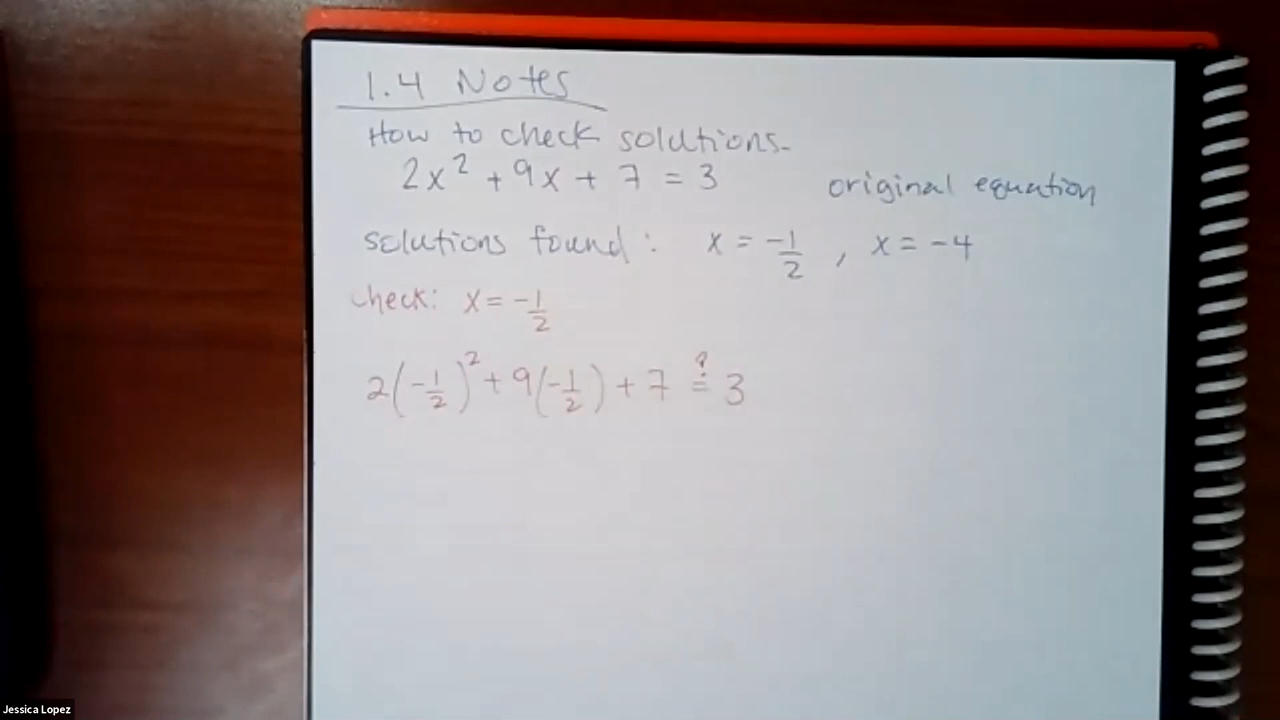 1.4 Notes
How to check solutions.
2x² + 9x + 7 = 3 original equation
solutions found: x = -1/2, x = -4
check: x = -1/2
2(-1/2)² + 9(-1/2) + 7 ≟ 3
Jessica Lopez